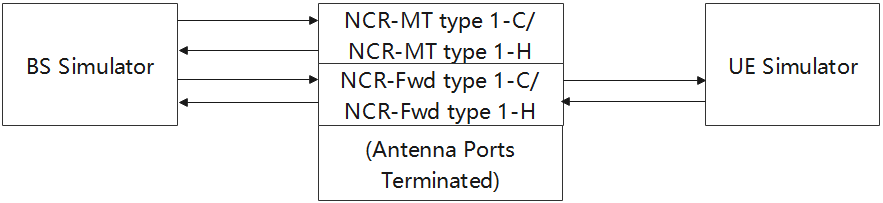 BS Simulator
NCR-MT type 1-C/
NCR-MT type 1-H
NCR-Fwd type 1-C/
NCR-Fwd type 1-H
(Antenna Ports
Terminated)
UE Simulator